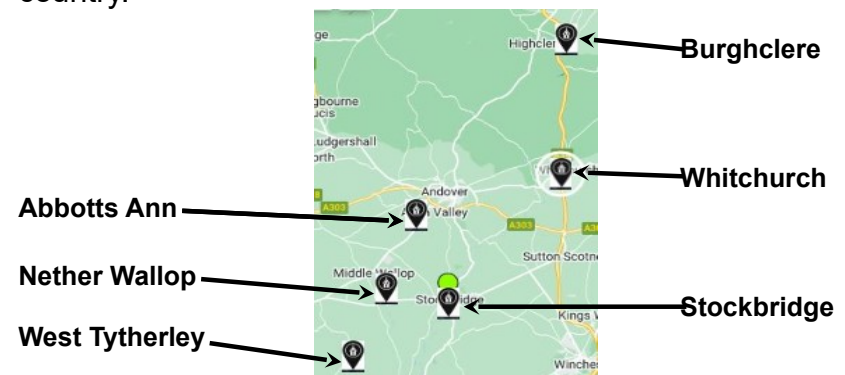 country.
Highcle
Burghclere
ge
gbourne
ucis
udgershall
orth
Whitchurch
Andover
Abbotts Ann
Valley
A303
A303
A3
Sutton Scotne
Nether Wallop
Middle Wallop
Stockbridge
Kings W
West Tytherley
Winche